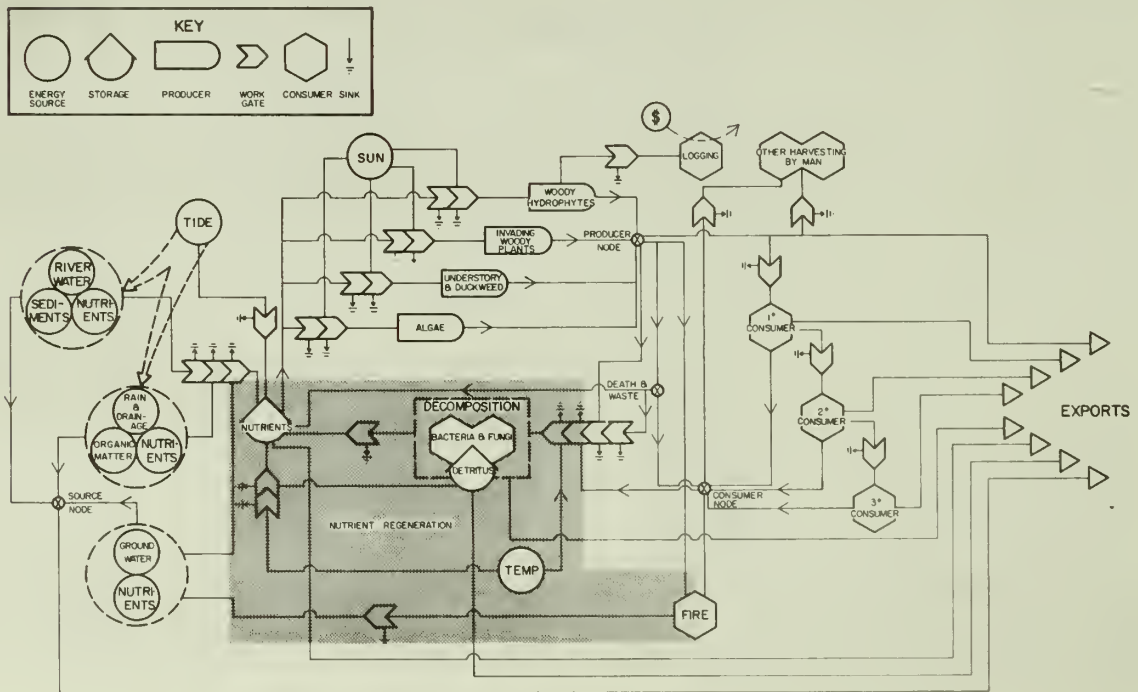 KEY
ENERGY
SOURCE
STORAGE
PRODUCER
WORK
GATE
CONSUMER
SINK
$
LOGGING
OTHER HARVESTING
BY MAN
SUN
WOODY
HYDROPHYTES
TIDE
INVADING
WOODY
PLANTS
PRODUCER
NODE
RIVER
WATER
SEDI-
MENTS
NUTRI-
ENTS
UNDERSTORY
& DUCKWEED
ALGAE
1°
CONSUMER
RAIN
&
DRAIN-
AGE
ORGANIC
MATTER
NUTRI-
ENTS
NUTRIENTS
DEATH &
WASTE
DECOMPOSITION
BACTERIA & FUNGI
DETRITUS
2°
CONSUMER
EXPORTS
SOURCE
NODE
CONSUMER
NODE
3°
CONSUMER
NUTRIENT REGENERATION
GROUND
WATER
NUTRI-
ENTS
TEMP
FIRE